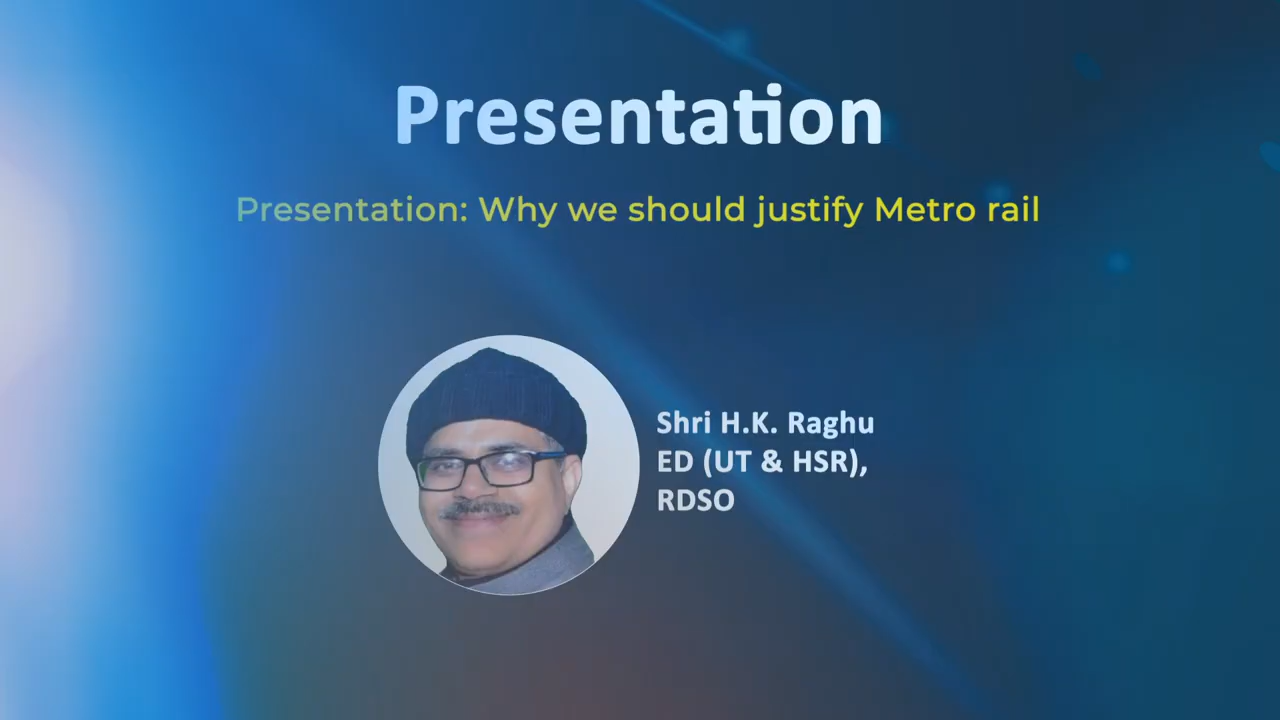 Presentation
Presentation: Why we should justify Metro rail
Shri H.K. Raghu
ED (UT & HSR),
RDSO